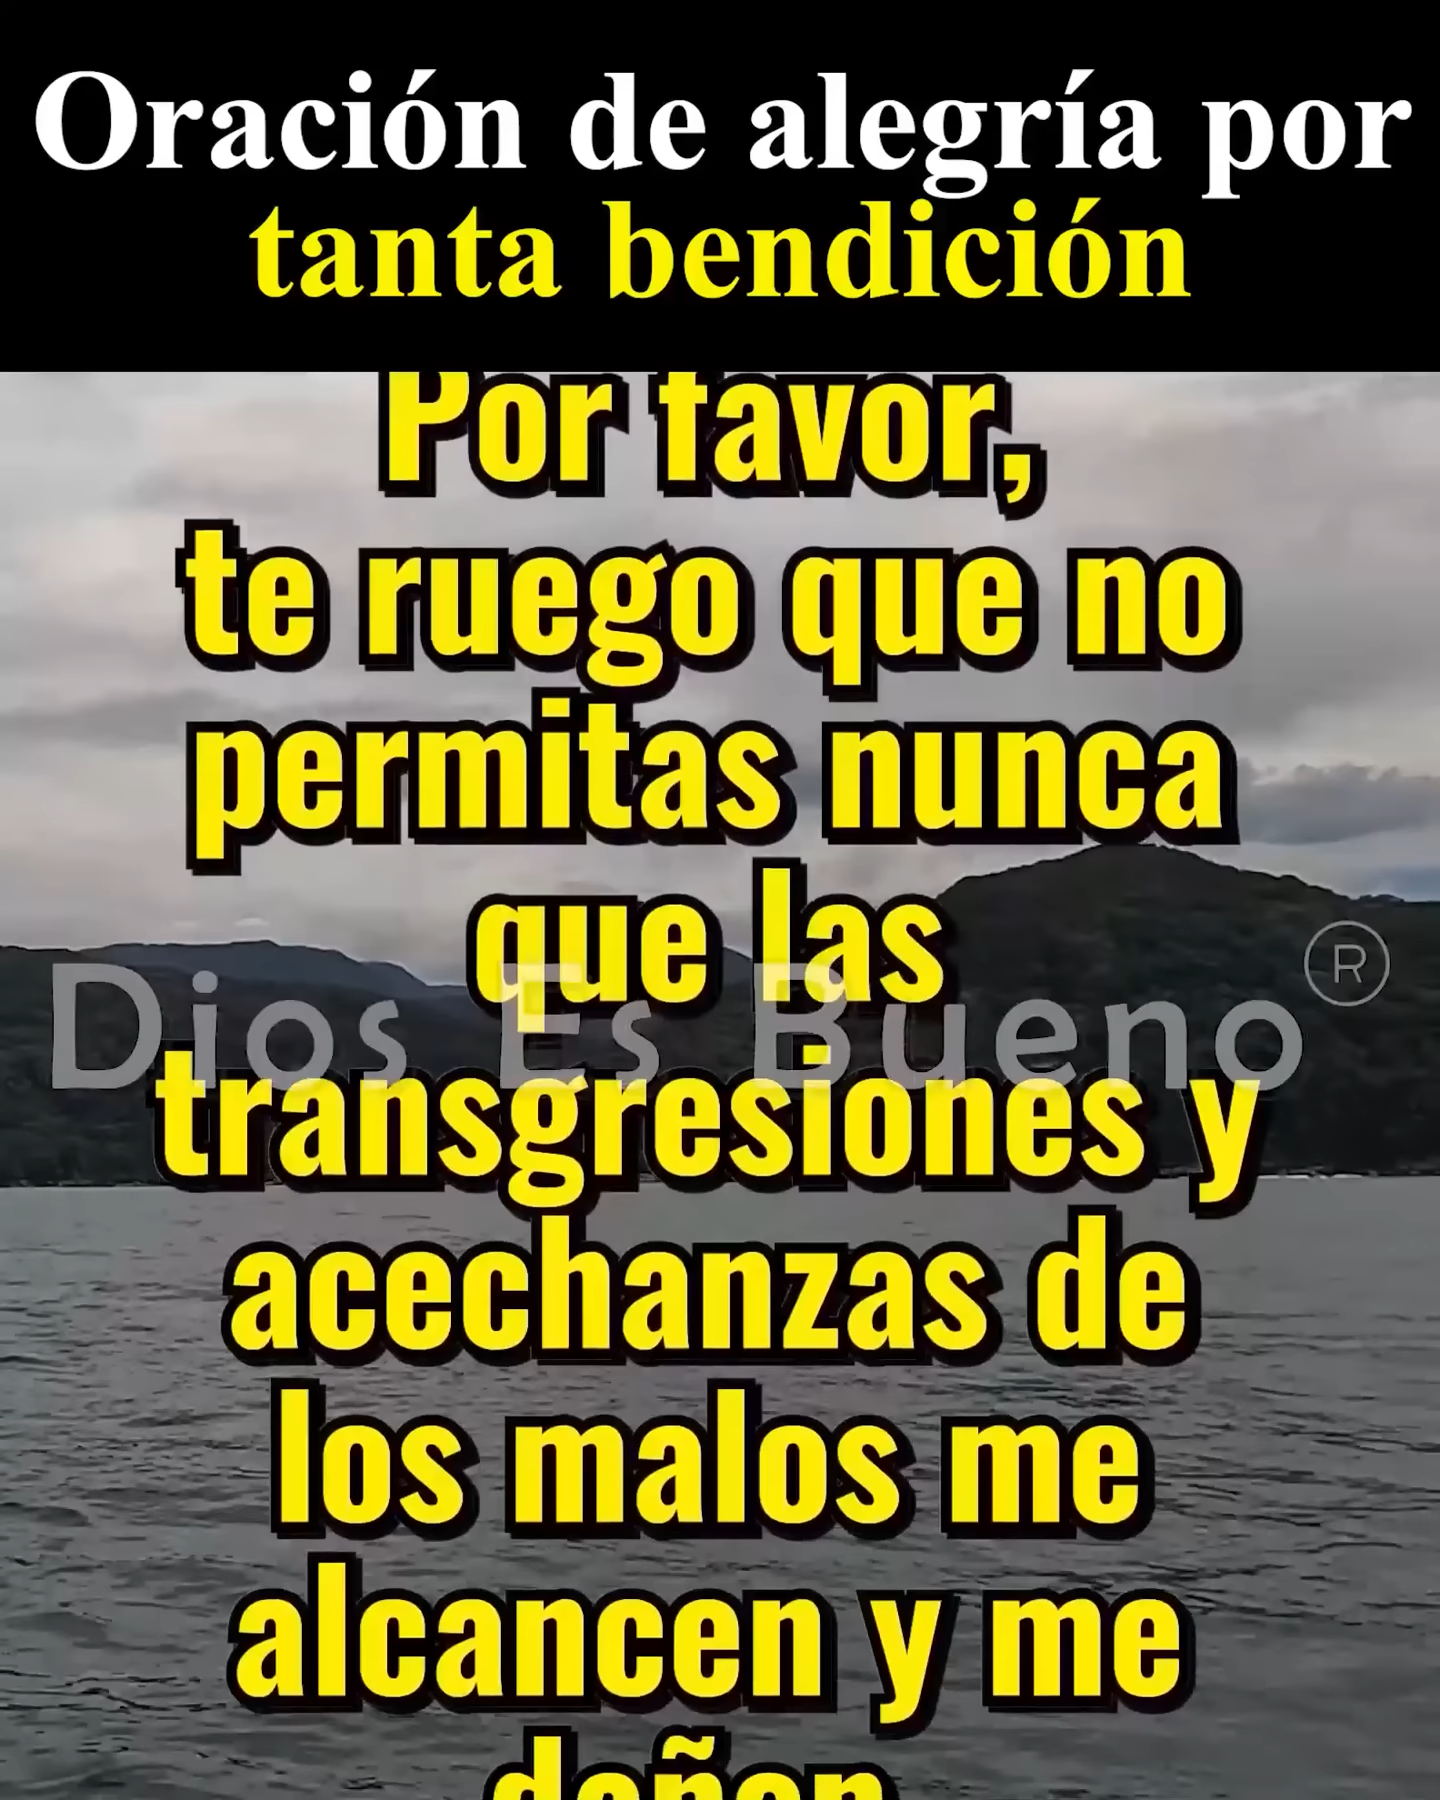 Oración de alegría por
tanta bendición
Por favor,
te ruego que no
permitas nunca
que las
Dios Es Bueno ®
transgresiones y
acechanzas de
los malos me
alcancen y me
dañen